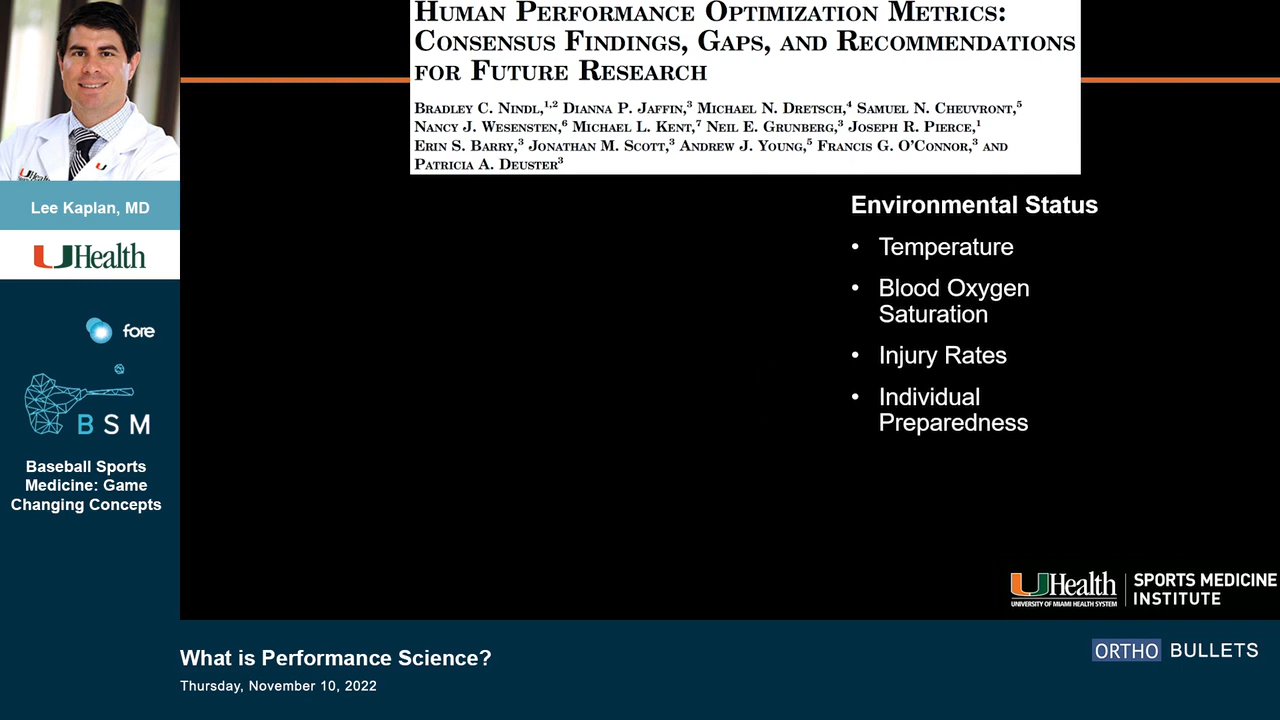 HUMAN PERFORMANCE OPTIMIZATION METRICS:
CONSENSUS FINDINGS, GAPS, AND RECOMMENDATIONS
FOR FUTURE RESEARCH
BRADLEY C. NINDL,1,2 DIANNA P. JAFFIN,3 MICHAEL N. DRETSCH,4 SAMUEL N. CHEUVRONT,5
NANCY J. WESENSTEN,6 MICHAEL L. KENT,7 NEIL E. GRUNBERG,3 JOSEPH R. PIERCE,1
ERIN S. BARRY,3 JONATHAN M. SCOTT,3 ANDREW J. YOUNG,5 FRANCIS G. O'CONNOR,3 AND
PATRICIA A. DEUSTER3
Lee Kaplan, MD
UHealth
fore
BSM
Baseball Sports
Medicine: Game
Changing Concepts
Environmental Status
• Temperature
• Blood Oxygen
Saturation
• Injury Rates
• Individual
Preparedness
UHealth
UNIVERSITY OF MIAMI HEALTH SYSTEM
SPORTS MEDICINE
INSTITUTE
What is Performance Science?
Thursday, November 10, 2022
ORTHO BULLETS